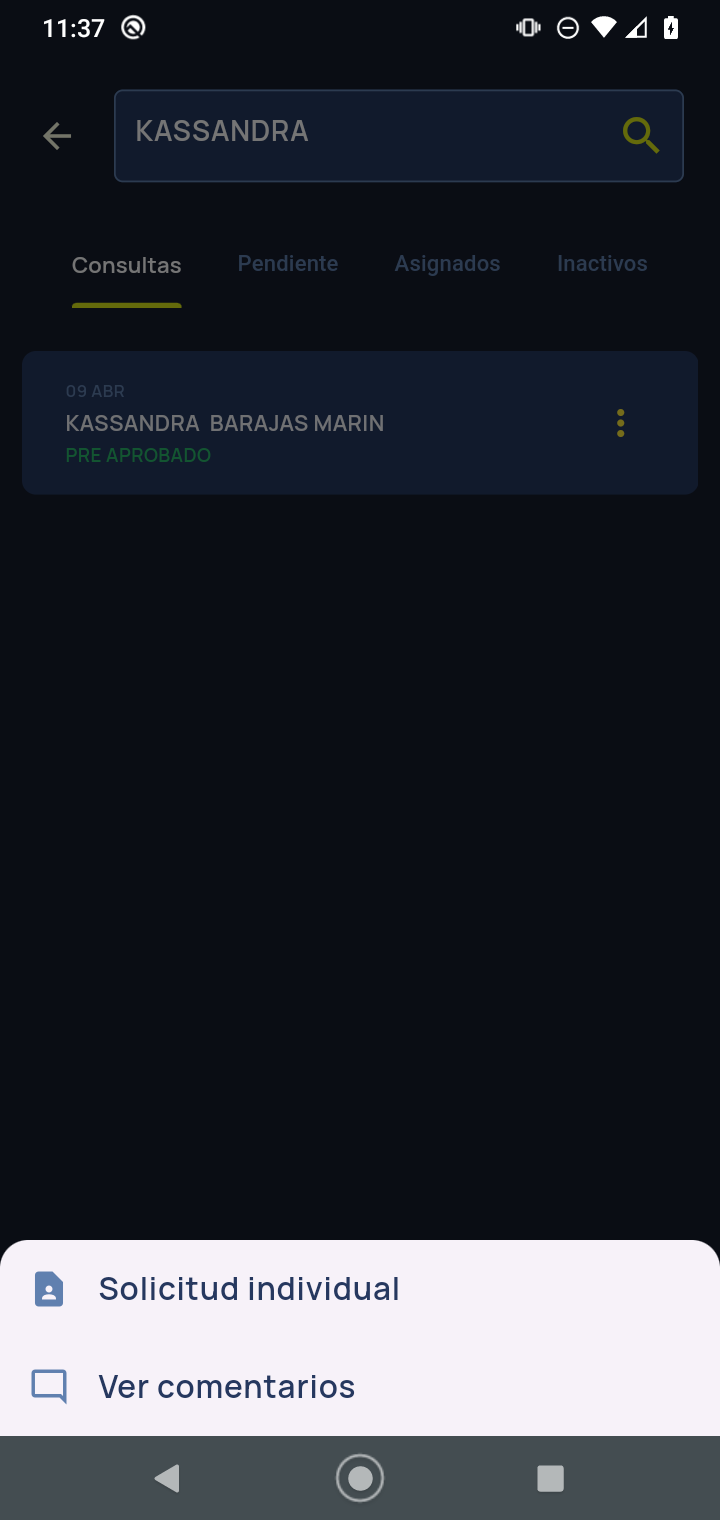 11:37
KASSANDRA
Consultas Pendiente Asignados Inactivos
09 ABR
KASSANDRA  BARAJAS MARIN
PRE APROBADO
Solicitud individual
Ver comentarios